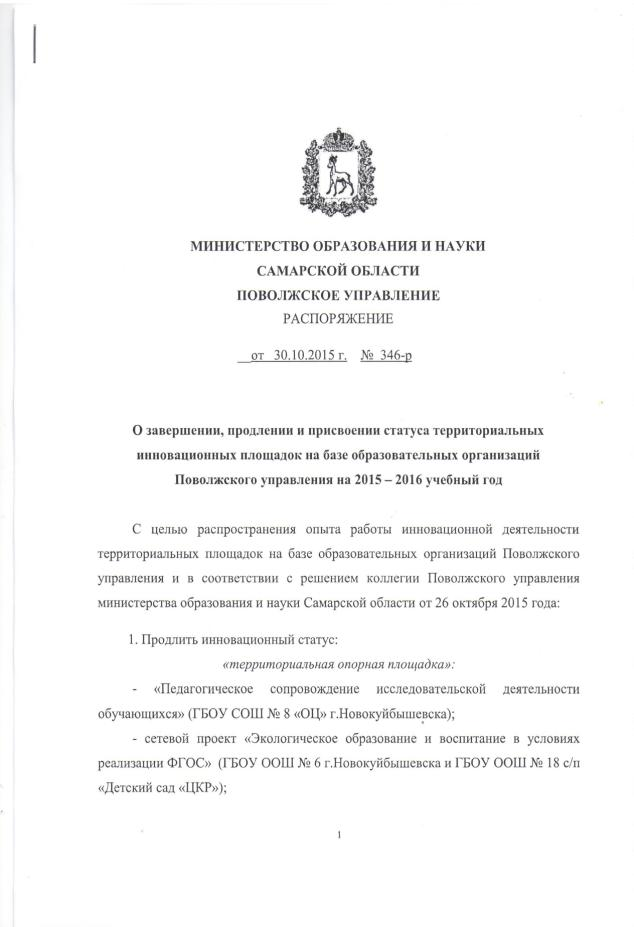 МИНИСТЕРСТВО ОБРАЗОВАНИЯ И НАУКИ
САМАРСКОЙ ОБЛАСТИ
ПОВОЛЖСКОЕ УПРАВЛЕНИЕ
РАСПОРЯЖЕНИЕ
от 30.10.2015 г. № 346-р
О завершении, продлении и присвоении статуса территориальных
инновационных площадок на базе образовательных организаций
Поволжского управления на 2015 – 2016 учебный год
С целью распространения опыта работы инновационной деятельности
территориальных площадок на базе образовательных организаций Поволжского
управления и в соответствии с решением коллегии Поволжского управления
министерства образования и науки Самарской области от 26 октября 2015 года:
1. Продлить инновационный статус:
«территориальная опорная площадка»:
- «Педагогическое сопровождение исследовательской деятельности
обучающихся» (ГБОУ СОШ № 8 «ОЦ» г.Новокуйбышевска);
- сетевой проект «Экологическое образование и воспитание в условиях
реализации ФГОС» (ГБОУ ООШ № 6 г.Новокуйбышевска и ГБОУ ООШ № 18 с/п
«Детский сад «ЦКР»);
1